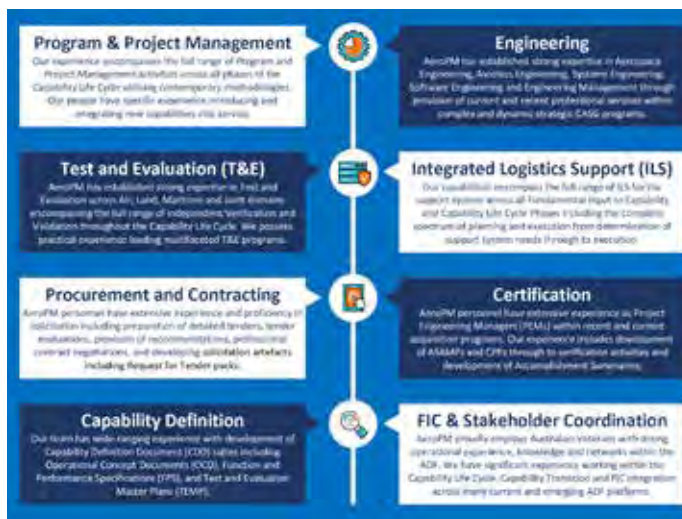 Program & Project Management
Our experience encompasses the full range of Program and
Project Management activities across all phases of the
Capability Life Cycle utilising contemporary methodologies.
Our people have specific experience introducing and
integrating new capabilities into service.
Engineering
AeroPM has established strong expertise in Aerospace
Engineering, Avionics Engineering, Systems Engineering,
Software Engineering and Engineering Management through
provision of current and recent professional services within
complex and dynamic strategic CASG programs.
Test and Evaluation (T&E)
AeroPM has established strong expertise in Test and
Evaluation across Air, Land, Maritime and Joint domains
encompassing the full range of independent Verification and
Validation throughout the Capability Life Cycle. We possess
practical experience leading multifaceted T&E programs.
Integrated Logistics Support (ILS)
Our capabilities encompass the full range of ILS for the
support system across all Fundamental Input to Capability
and Capability Life Cycle Phases including the complete
spectrum of planning and execution from determination of
support system needs through to execution.
Procurement and Contracting
AeroPM personnel have extensive experience and proficiency in
solicitation including preparation of detailed tenders, tender
evaluations, provision of recommendations, professional
contract negotiations, and developing solicitation artefacts
including Request for Tender packs.
Certification
AeroPM personnel have extensive experience as Project
Engineering Managers (PEMs) within recent and current
acquisition programs. Our experience includes development
of and through to verification activities and
development of Accomplishment Summaries.
Capability Definition
Our team has wide ranging experience with development of
Capability Definition Document (CDD) suites including
Operational Concept Documents (OCD), Function and
Performance Specifications (FPS), and Test and Evaluation
Master Plans (TEMP).
FIC & Stakeholder Coordination
AeroPM proudly employs Australian Veterans with strong
operational experience, knowledge and networks within the
ADF. We have significant experience working within the
Capability Life Cycle, Capability Transition and FIC integration
across many current and emerging ADF platforms.